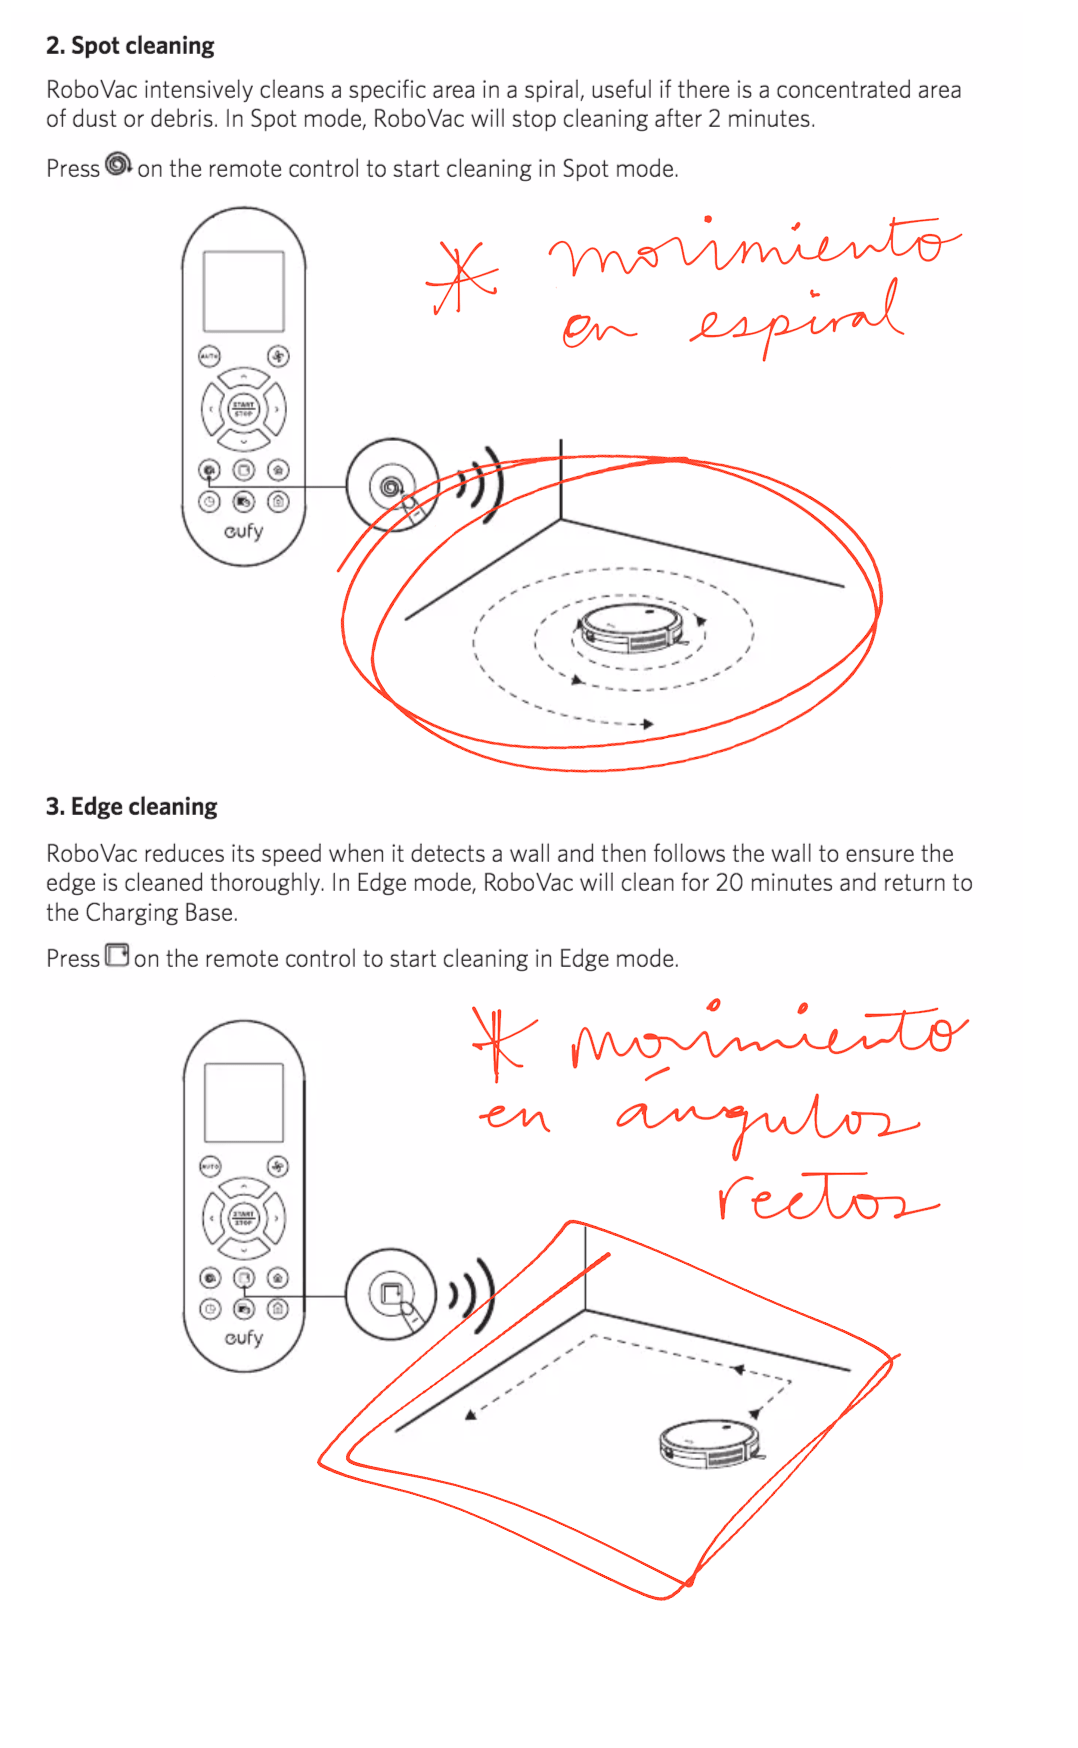 2. Spot cleaning
RoboVac intensively cleans a specific area in a spiral, useful if there is a concentrated area
of dust or debris. In Spot mode, RoboVac will stop cleaning after 2 minutes.
Press on the remote control to start cleaning in Spot mode.
* movimiento
en espiral
AUTO
START
STOP
eufy
3. Edge cleaning
RoboVac reduces its speed when it detects a wall and then follows the wall to ensure the
edge is cleaned thoroughly. In Edge mode, RoboVac will clean for 20 minutes and return to
the Charging Base.
Press on the remote control to start cleaning in Edge mode.
* movimiento
en ángulos
rectos
AUTO
START
STOP
eufy